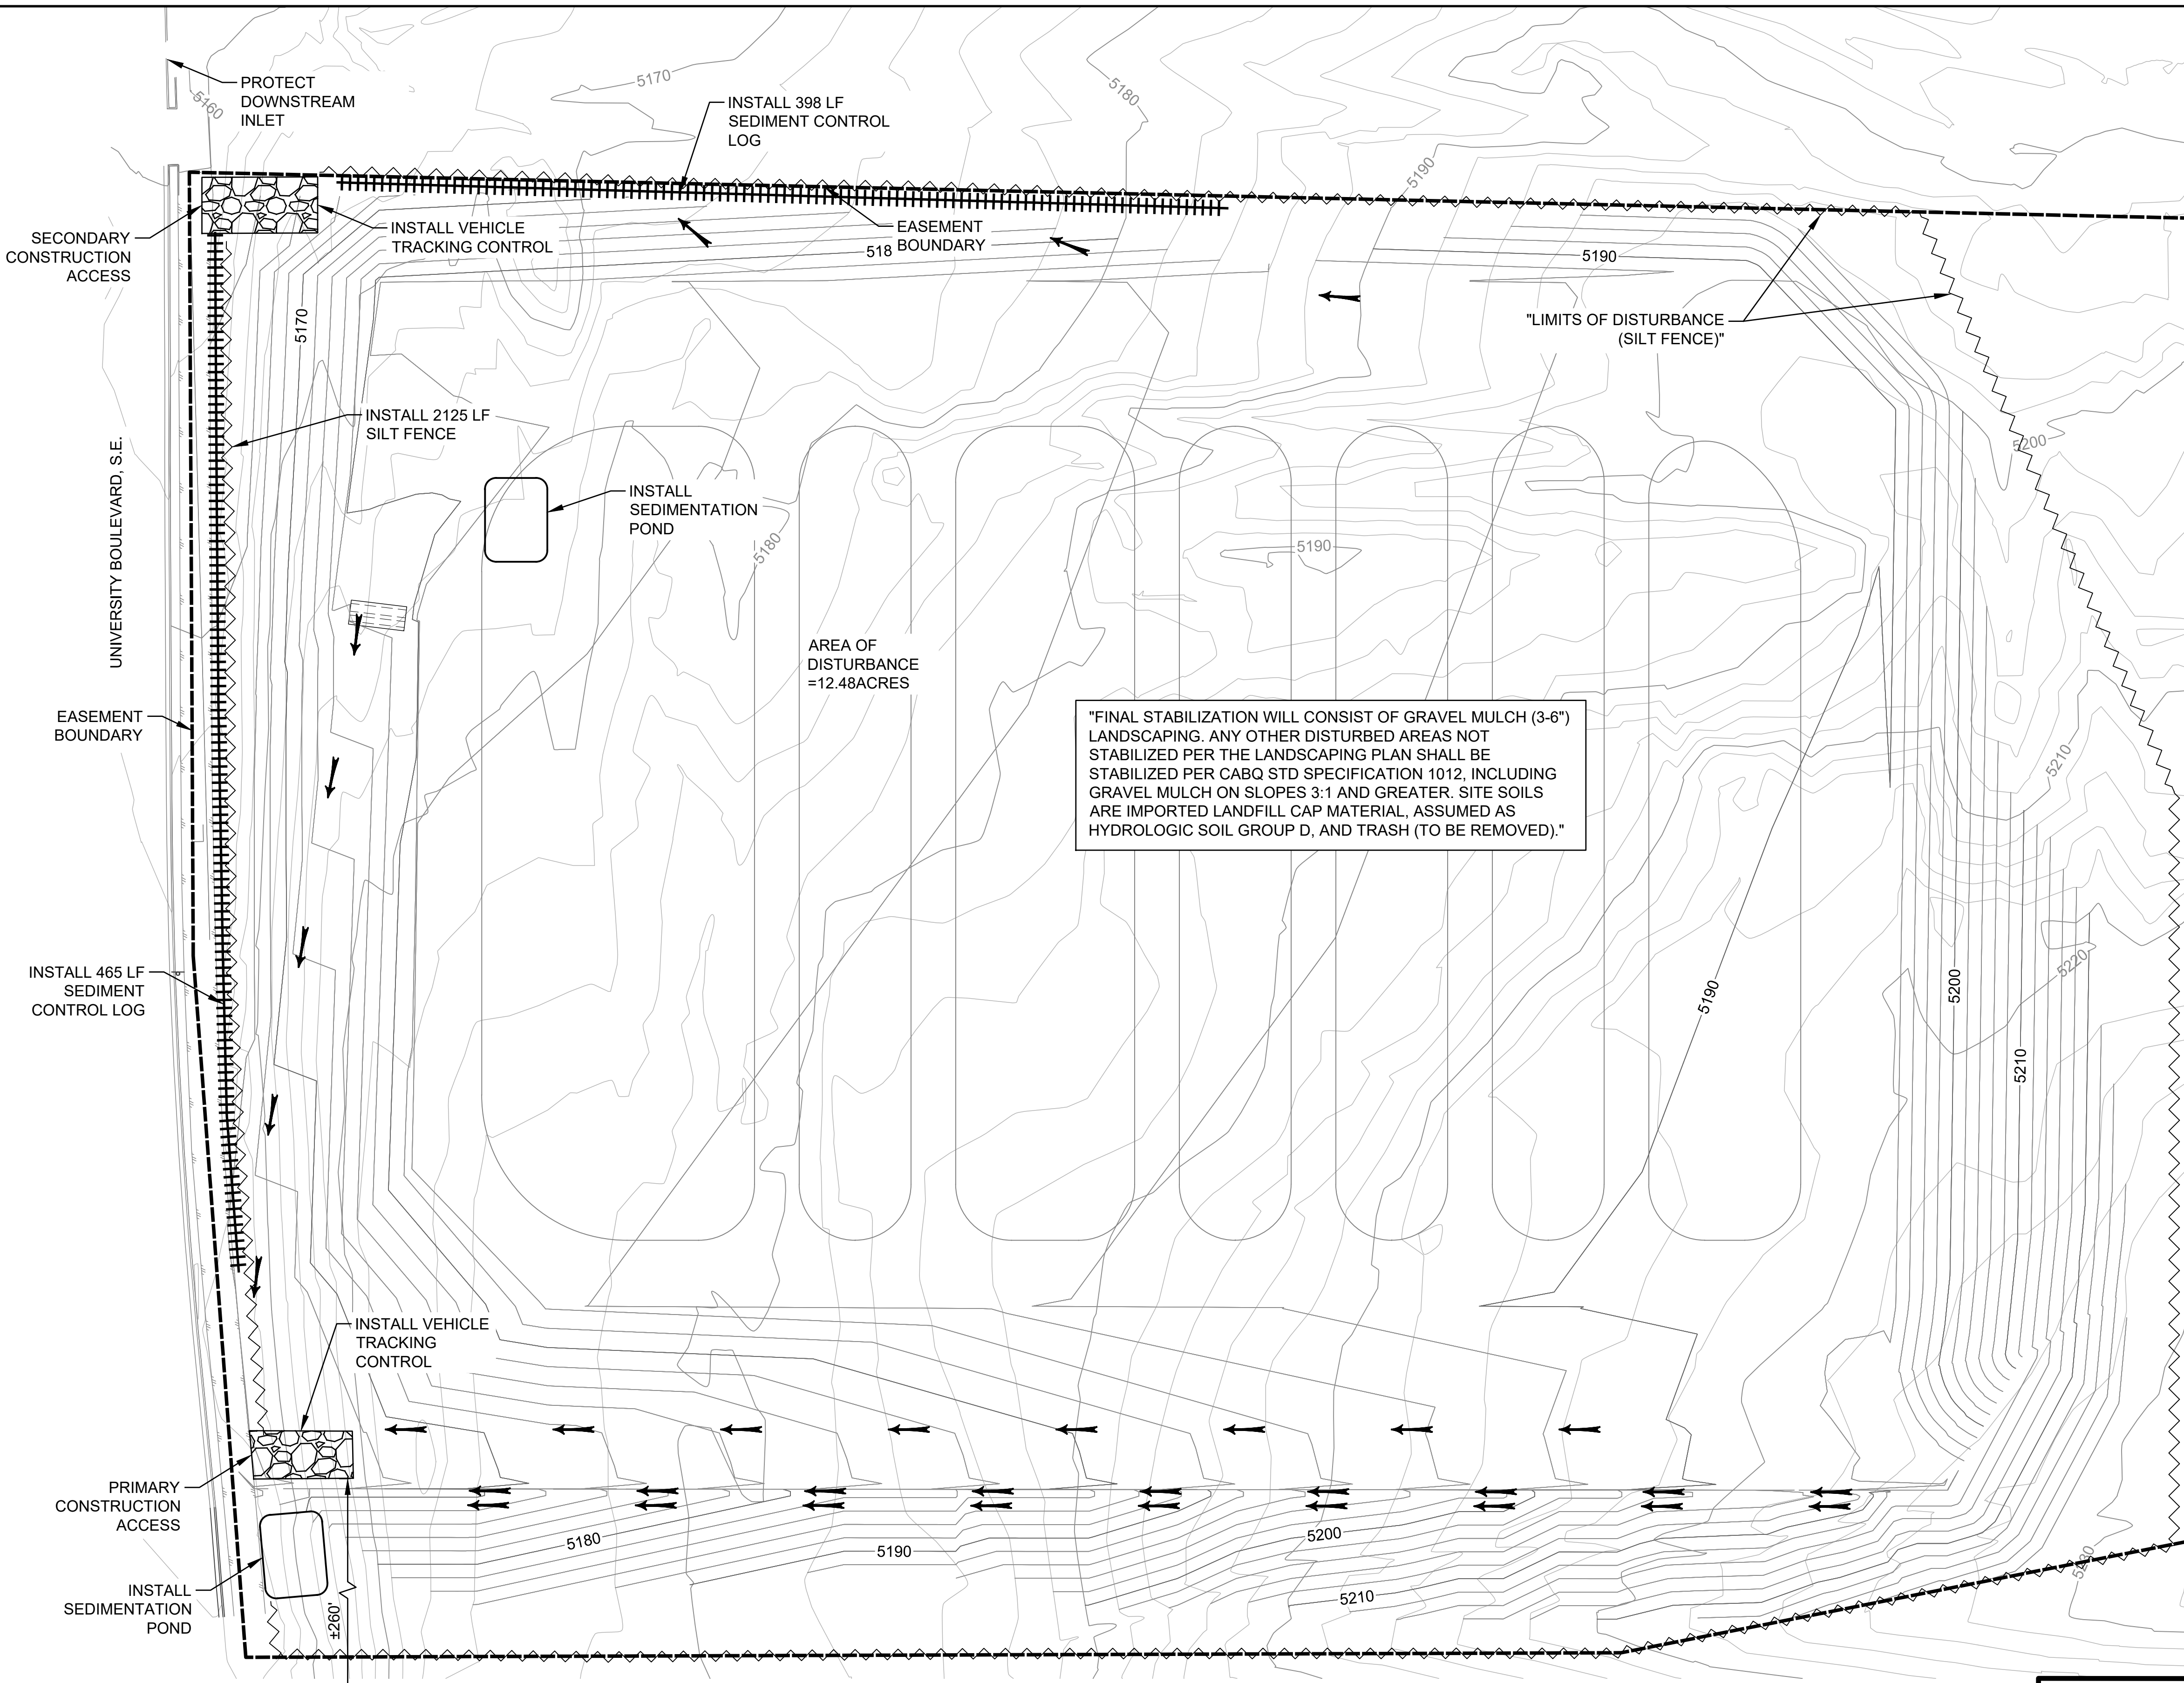 PROTECT
DOWNSTREAM
INLET
5160
5170
INSTALL 398 LF
SEDIMENT CONTROL
LOG
5180
5190
SECONDARY
CONSTRUCTION
ACCESS
INSTALL VEHICLE
TRACKING CONTROL
EASEMENT
BOUNDARY
518
5190
5170
"LIMITS OF DISTURBANCE
(SILT FENCE)"
INSTALL 2125 LF
SILT FENCE
5200
UNIVERSITY BOULEVARD, S.E.
INSTALL
SEDIMENTATION
POND
5180
5190
AREA OF
DISTURBANCE
=12.48ACRES
EASEMENT
BOUNDARY
"FINAL STABILIZATION WILL CONSIST OF GRAVEL MULCH (3-6")
LANDSCAPING. ANY OTHER DISTURBED AREAS NOT
STABILIZED PER THE LANDSCAPING PLAN SHALL BE
STABILIZED PER CABQ STD SPECIFICATION 1012, INCLUDING
GRAVEL MULCH ON SLOPES 3:1 AND GREATER. SITE SOILS
ARE IMPORTED LANDFILL CAP MATERIAL, ASSUMED AS
HYDROLOGIC SOIL GROUP D, AND TRASH (TO BE REMOVED)."
5210
INSTALL 465 LF
SEDIMENT
CONTROL LOG
5190
5200
5220
5210
INSTALL VEHICLE
TRACKING
CONTROL
PRIMARY
CONSTRUCTION
ACCESS
5180
5190
5200
5210
5230
INSTALL
SEDIMENTATION
POND
±260'